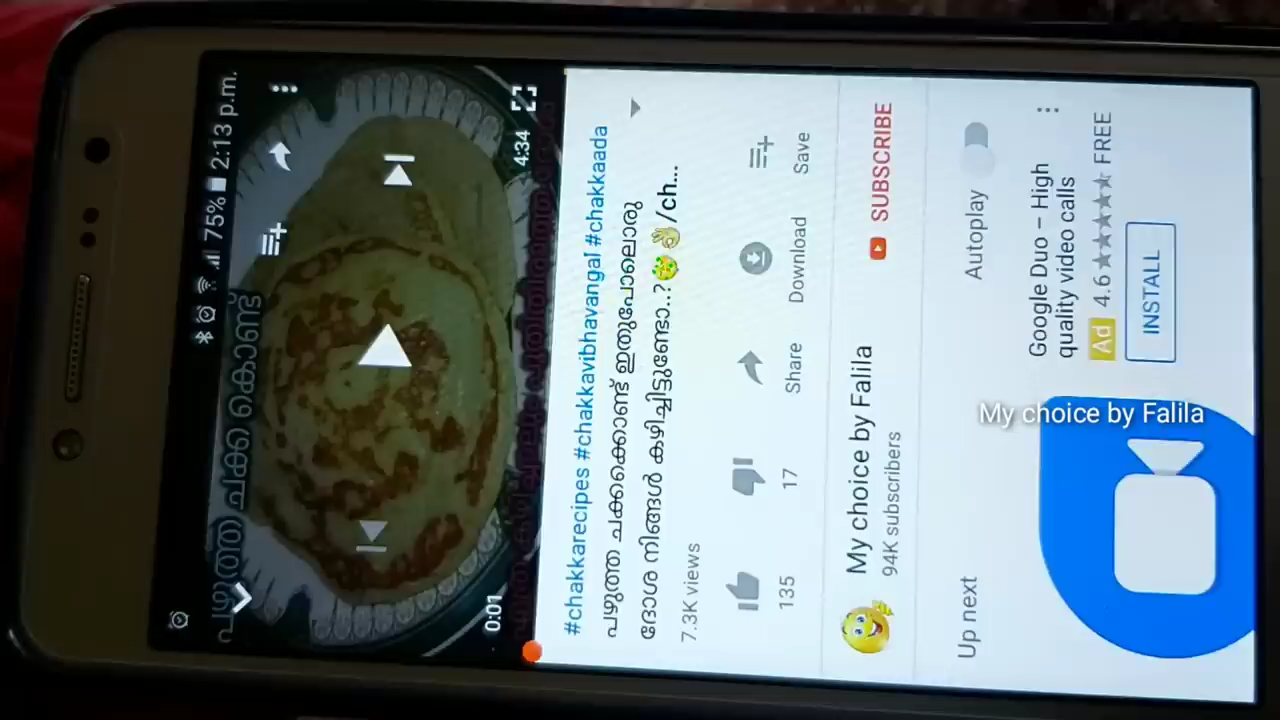 75% 2:13 p.m.
പഴുത്ത ചക്ക കൊണ്ട്
0:01
4:34
#chakkarecipes #chakkavibhavangal #chakkaada
പഴുത്ത ചക്കക്കൊണ്ട് ഇതുപോലൊരു
ദോശ നിങ്ങൾ കഴിച്ചിട്ടുണ്ടോ..?🤢👌/ch...
7.3K views
135
17
Share
Download
Save
My choice by Falila
94K subscribers
SUBSCRIBE
Up next
Autoplay
Google Duo – High
quality video calls
Ad 4.6★★★★★ FREE
INSTALL
My choice by Falila